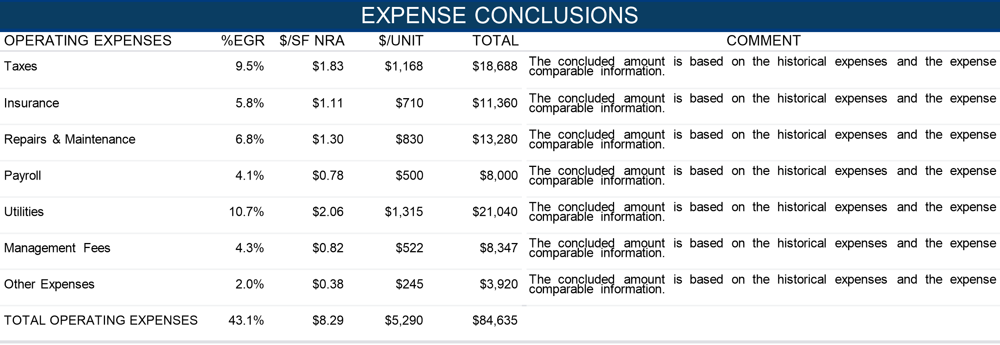 EXPENSE CONCLUSIONS
OPERATING EXPENSES %EGR $/SF NRA $/UNIT TOTAL COMMENT
Taxes 9.5% $1.83 $1,168 $18,688 The concluded amount is based on the historical expenses and the expense
comparable information.
Insurance 5.8% $1.11 $710 $11,360 The concluded amount is based on the historical expenses and the expense
comparable information.
Repairs & Maintenance 6.8% $1.30 $830 $13,280 The concluded amount is based on the historical expenses and the expense
comparable information.
Payroll 4.1% $0.78 $500 $8,000 The concluded amount is based on the historical expenses and the expense
comparable information.
Utilities 10.7% $2.06 $1,315 $21,040 The concluded amount is based on the historical expenses and the expense
comparable information.
Management Fees 4.3% $0.82 $522 $8,347 The concluded amount is based on the historical expenses and the expense
comparable information.
Other Expenses 2.0% $0.38 $245 $3,920 The concluded amount is based on the historical expenses and the expense
comparable information.
TOTAL OPERATING EXPENSES 43.1% $8.29 $5,290 $84,635